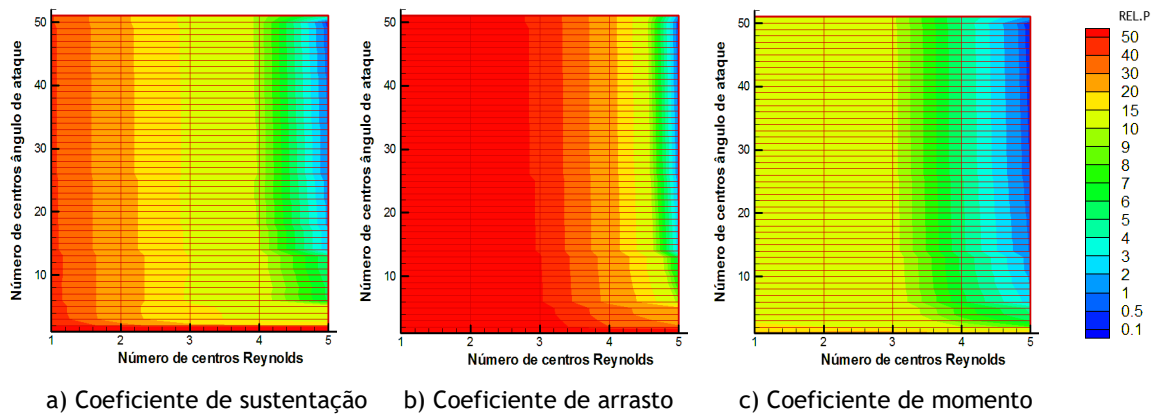 Número de centros ângulo de ataque
50
40
30
20
10
1 2 3 4 5
Número de centros Reynolds
a) Coeficiente de sustentação
Número de centros ângulo de ataque
50
40
30
20
10
1 2 3 4 5
Número de centros Reynolds
b) Coeficiente de arrasto
Número de centros ângulo de ataque
50
40
30
20
10
1 2 3 4 5
Número de centros Reynolds
c) Coeficiente de momento
REL.P
50
40
30
20
15
10
9
8
7
6
5
4
3
2
1
0.5
0.1